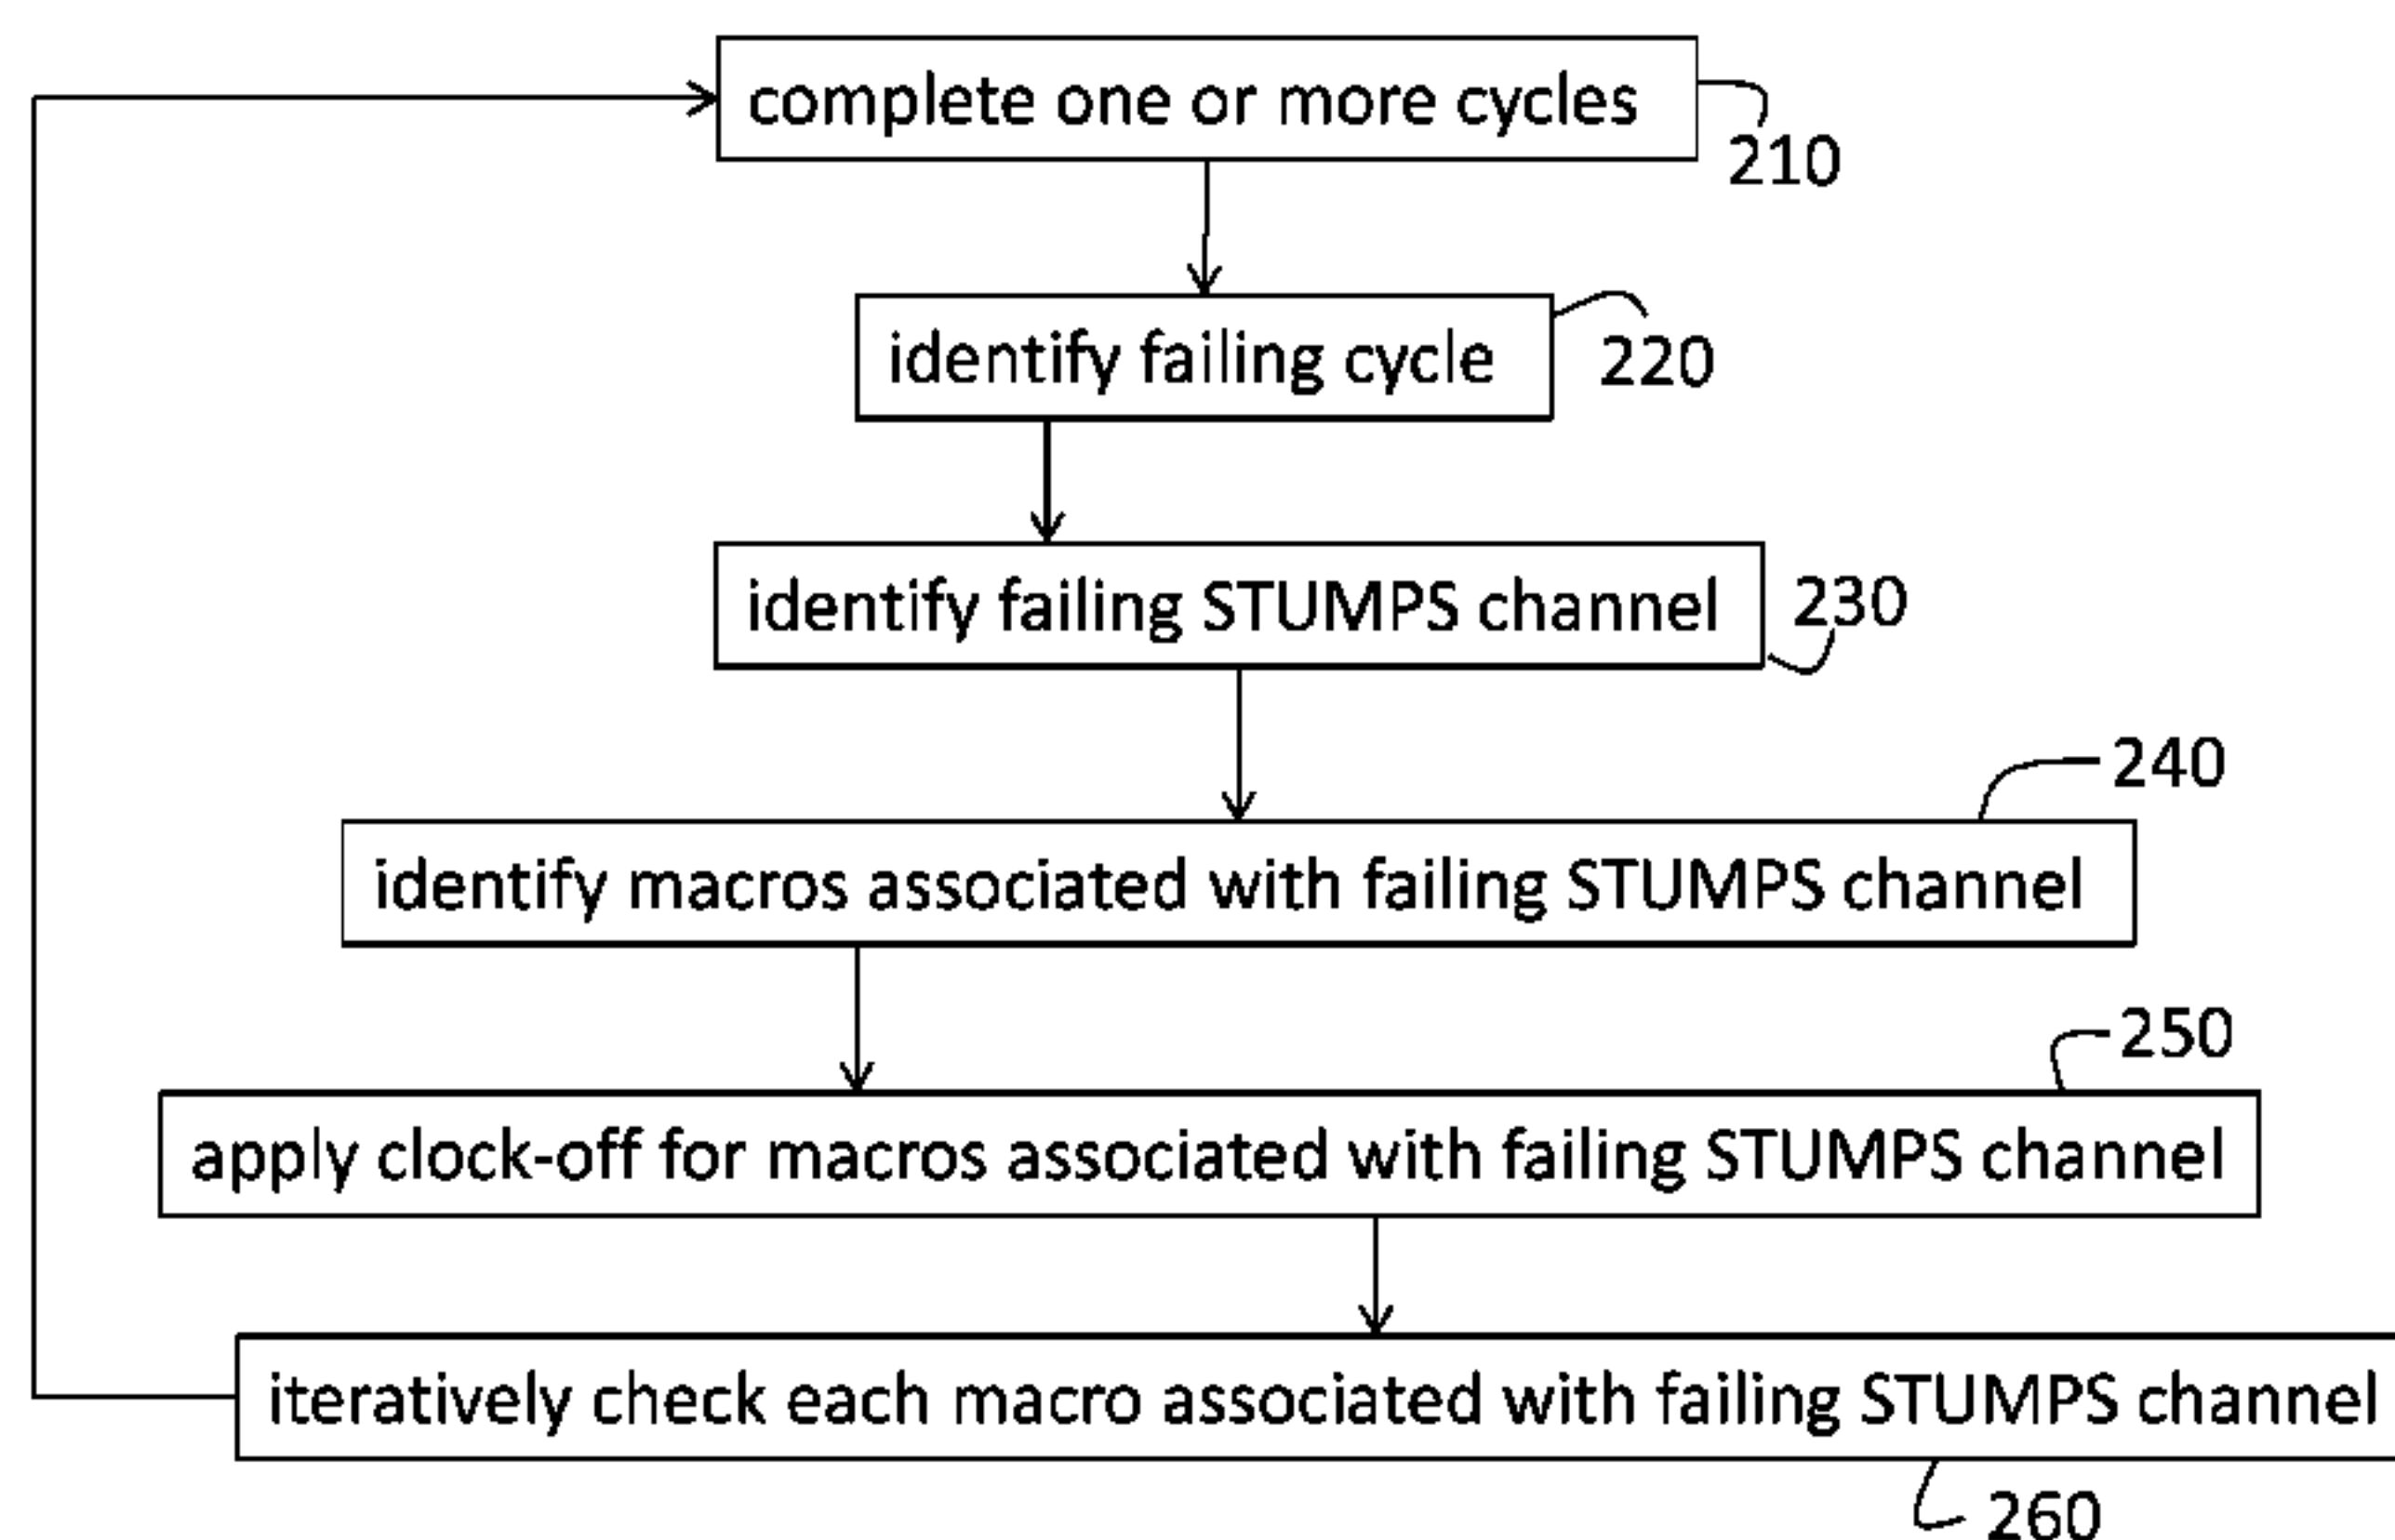 complete one or more cycles
210
identify failing cycle
220
identify failing STUMPS channel
230
240
identify macros associated with failing STUMPS channel
250
apply clock-off for macros associated with failing STUMPS channel
iteratively check each macro associated with failing STUMPS channel
260